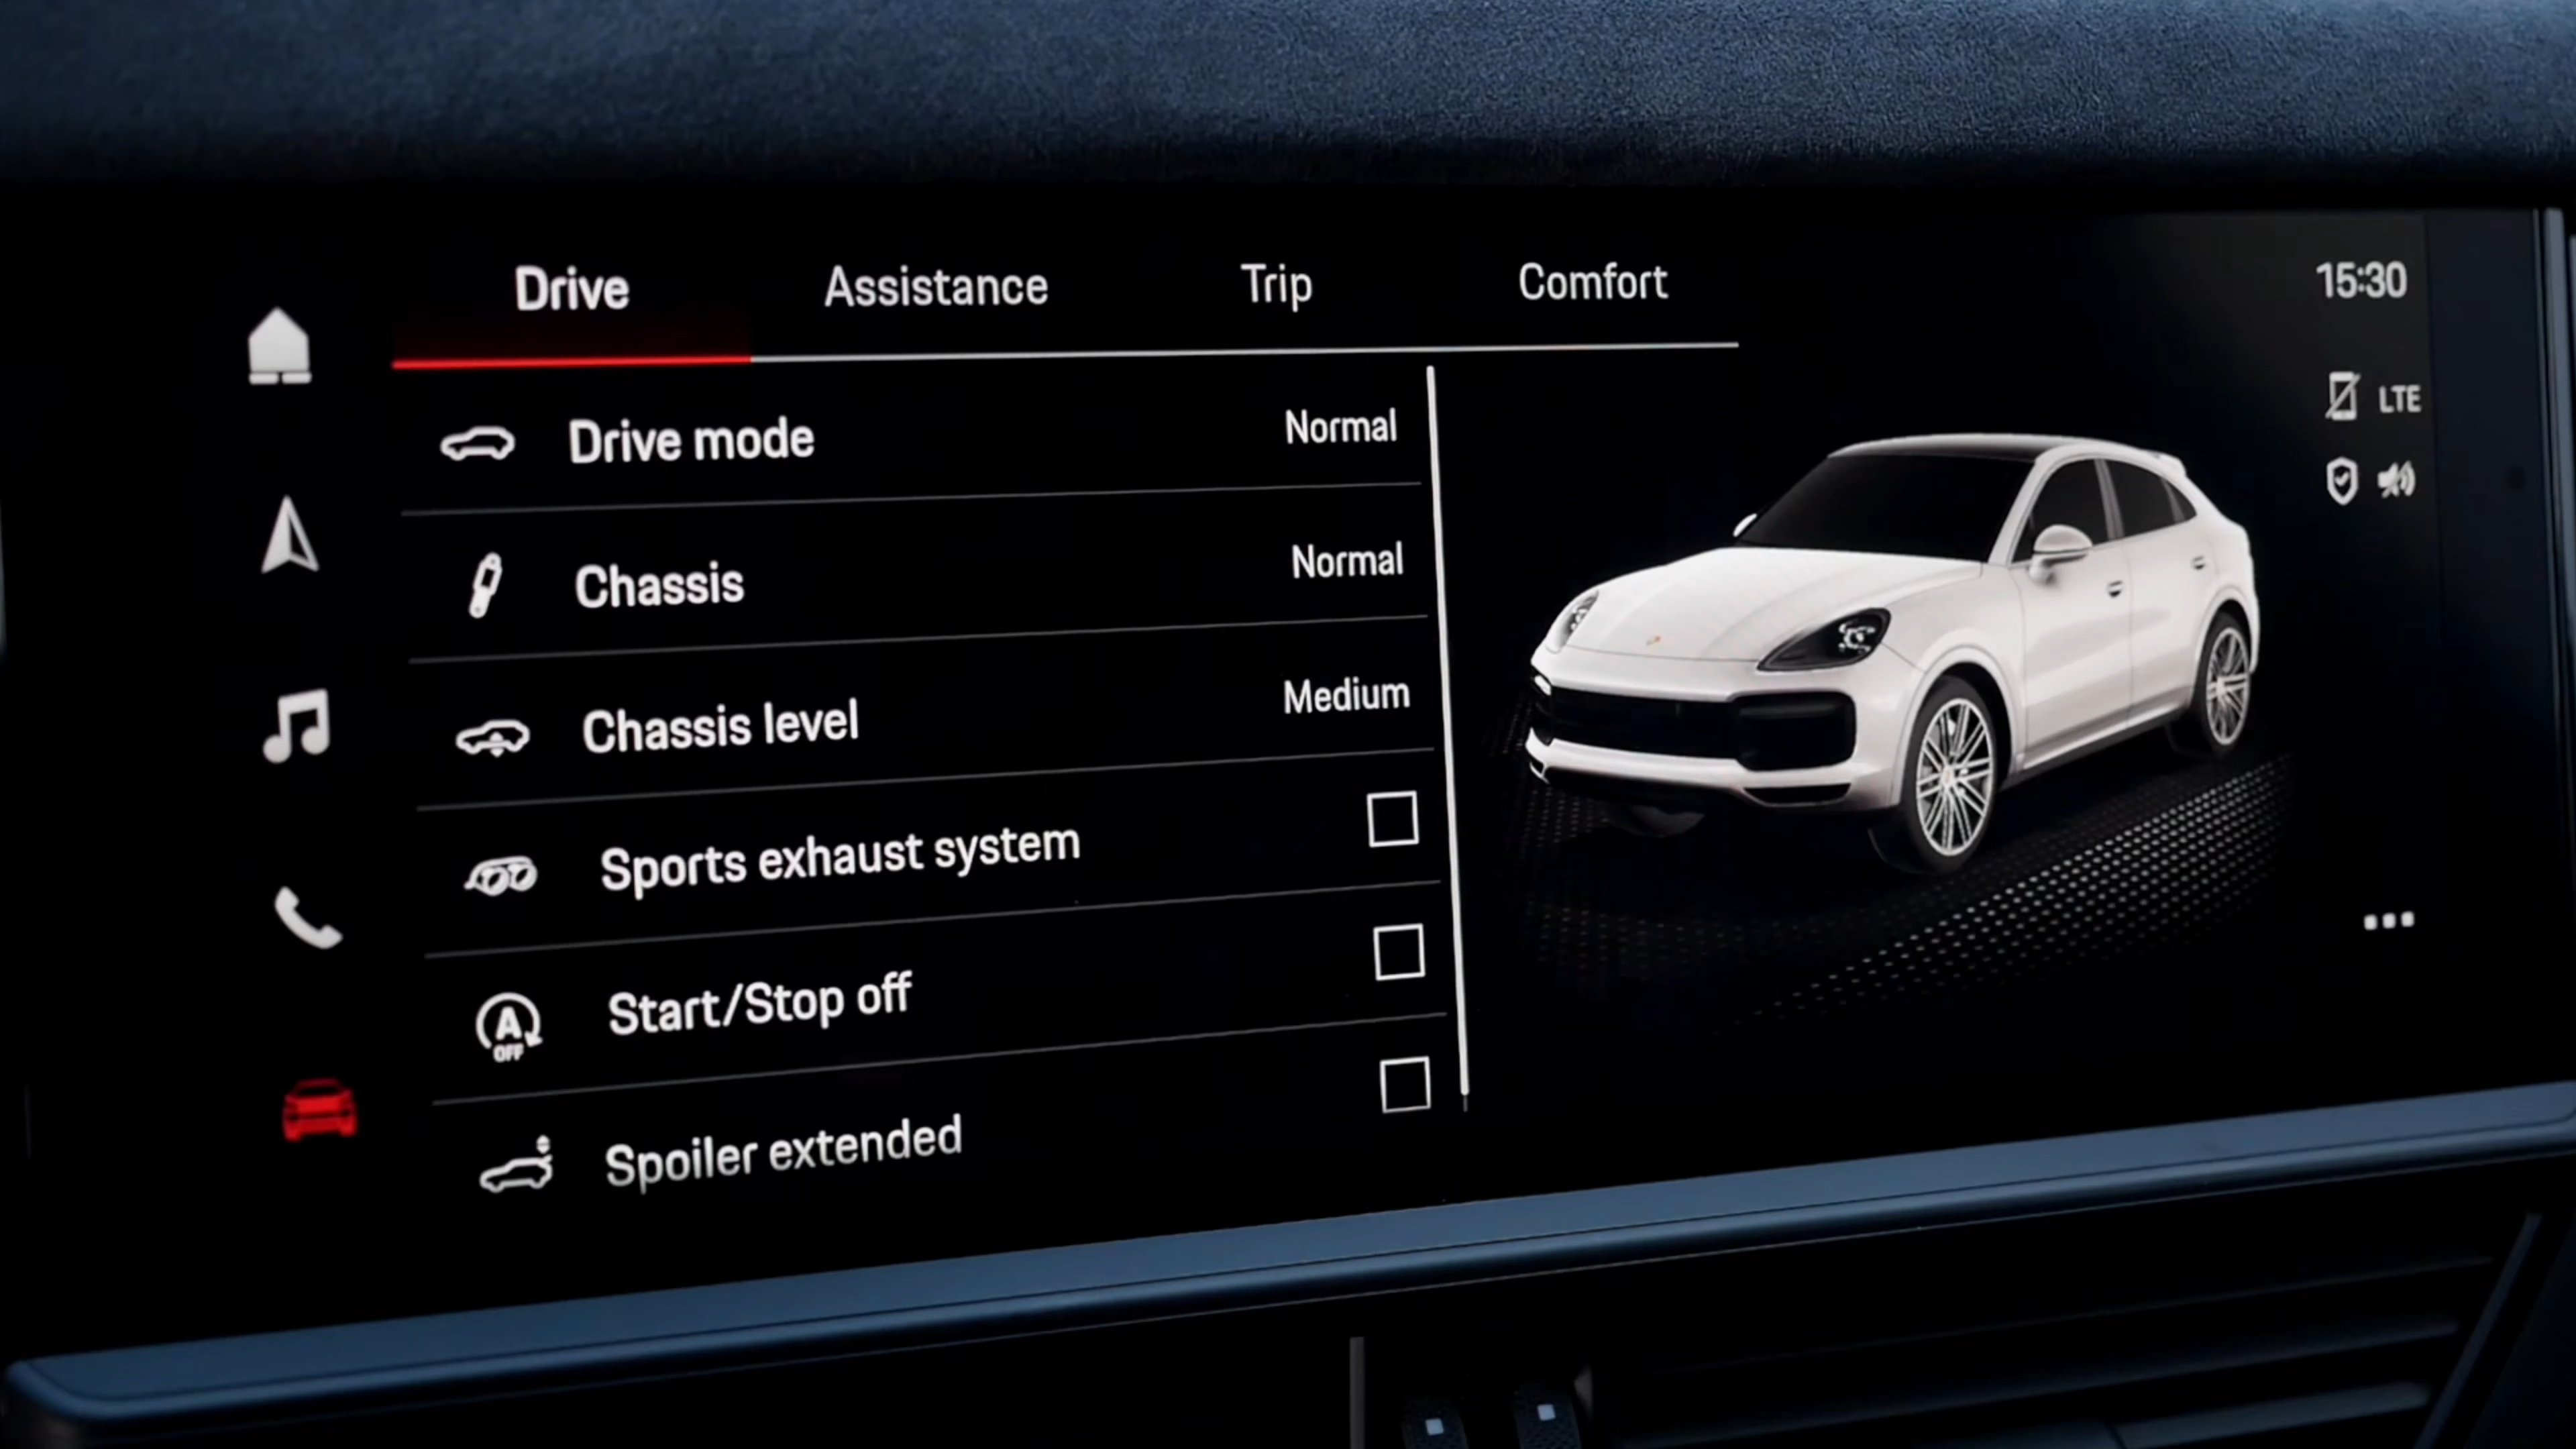 Drive Assistance Trip Comfort 15:30
LTE
Drive mode Normal
Chassis Normal
Chassis level Medium
Sports exhaust system
A
OFF
Start/Stop off
Spoiler extended